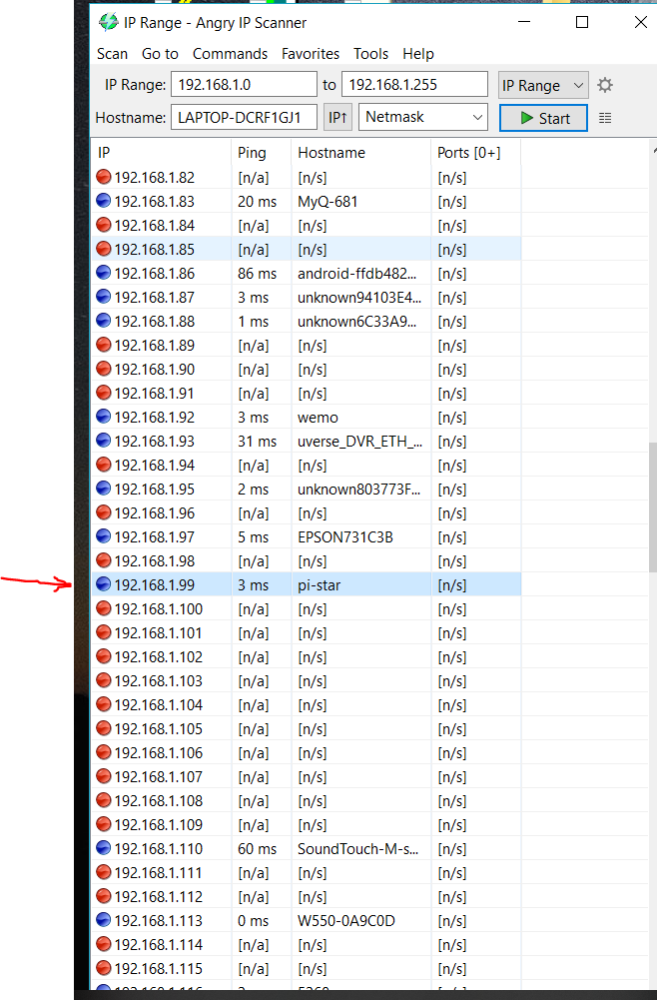 IP Range - Angry IP Scanner
Scan Go to Commands Favorites Tools Help
IP Range: 192.168.1.0 to 192.168.1.255 IP Range
Hostname: LAPTOP-DCRF1GJ1 IP↑ Netmask Start
IP Ping Hostname Ports [0+]
192.168.1.82 [n/a] [n/s] [n/s]
192.168.1.83 20 ms MyQ-681 [n/s]
192.168.1.84 [n/a] [n/s] [n/s]
192.168.1.85 [n/a] [n/s] [n/s]
192.168.1.86 86 ms android-ffdb482... [n/s]
192.168.1.87 3 ms unknown94103E4... [n/s]
192.168.1.88 1 ms unknown6C33A9... [n/s]
192.168.1.89 [n/a] [n/s] [n/s]
192.168.1.90 [n/a] [n/s] [n/s]
192.168.1.91 [n/a] [n/s] [n/s]
192.168.1.92 3 ms wemo [n/s]
192.168.1.93 31 ms uverse_DVR_ETH_... [n/s]
192.168.1.94 [n/a] [n/s] [n/s]
192.168.1.95 2 ms unknown803773F... [n/s]
192.168.1.96 [n/a] [n/s] [n/s]
192.168.1.97 5 ms EPSON731C3B [n/s]
192.168.1.98 [n/a] [n/s] [n/s]
192.168.1.99 3 ms pi-star [n/s]
192.168.1.100 [n/a] [n/s] [n/s]
192.168.1.101 [n/a] [n/s] [n/s]
192.168.1.102 [n/a] [n/s] [n/s]
192.168.1.103 [n/a] [n/s] [n/s]
192.168.1.104 [n/a] [n/s] [n/s]
192.168.1.105 [n/a] [n/s] [n/s]
192.168.1.106 [n/a] [n/s] [n/s]
192.168.1.107 [n/a] [n/s] [n/s]
192.168.1.108 [n/a] [n/s] [n/s]
192.168.1.109 [n/a] [n/s] [n/s]
192.168.1.110 60 ms SoundTouch-M-s... [n/s]
192.168.1.111 [n/a] [n/s] [n/s]
192.168.1.112 [n/a] [n/s] [n/s]
192.168.1.113 0 ms W550-0A9C0D [n/s]
192.168.1.114 [n/a] [n/s] [n/s]
192.168.1.115 [n/a] [n/s] [n/s]